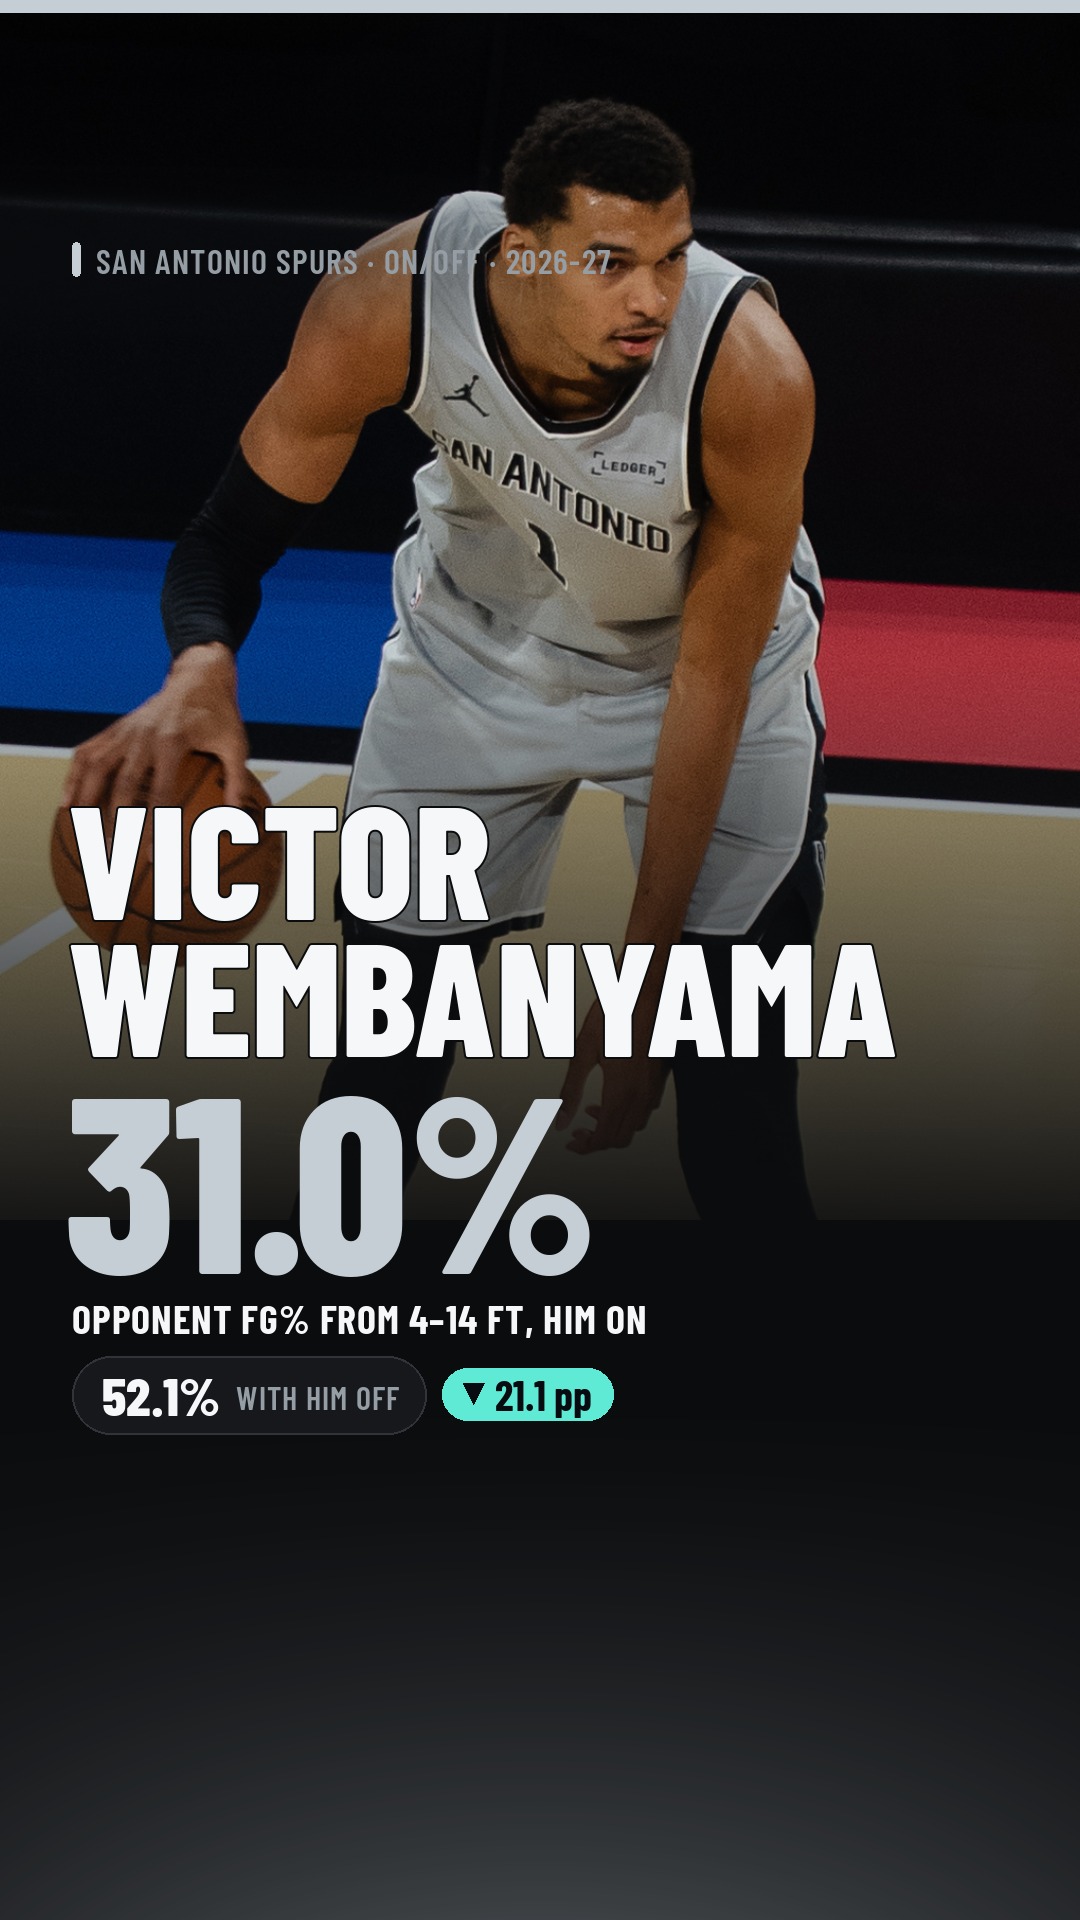 SAN ANTONIO SPURS · ON/OFF · 2026-27
SAN ANTONIO
LEDGER
1
VICTOR
WEMBANYAMA
31.0%
OPPONENT FG% FROM 4–14 FT, HIM ON
52.1% WITH HIM OFF ▼ 21.1 pp